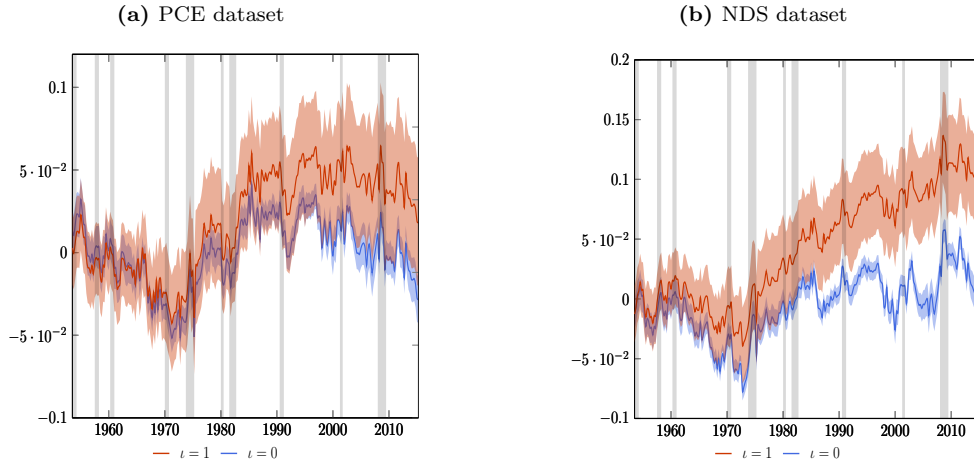 (a) PCE dataset
0.1
5 · 10⁻²
0
−5 · 10⁻²
−0.1
1960 1970 1980 1990 2000 2010
ι = 1 ι = 0
(b) NDS dataset
0.2
0.15
0.1
5 · 10⁻²
0
−5 · 10⁻²
−0.1
1960 1970 1980 1990 2000 2010
ι = 1 ι = 0